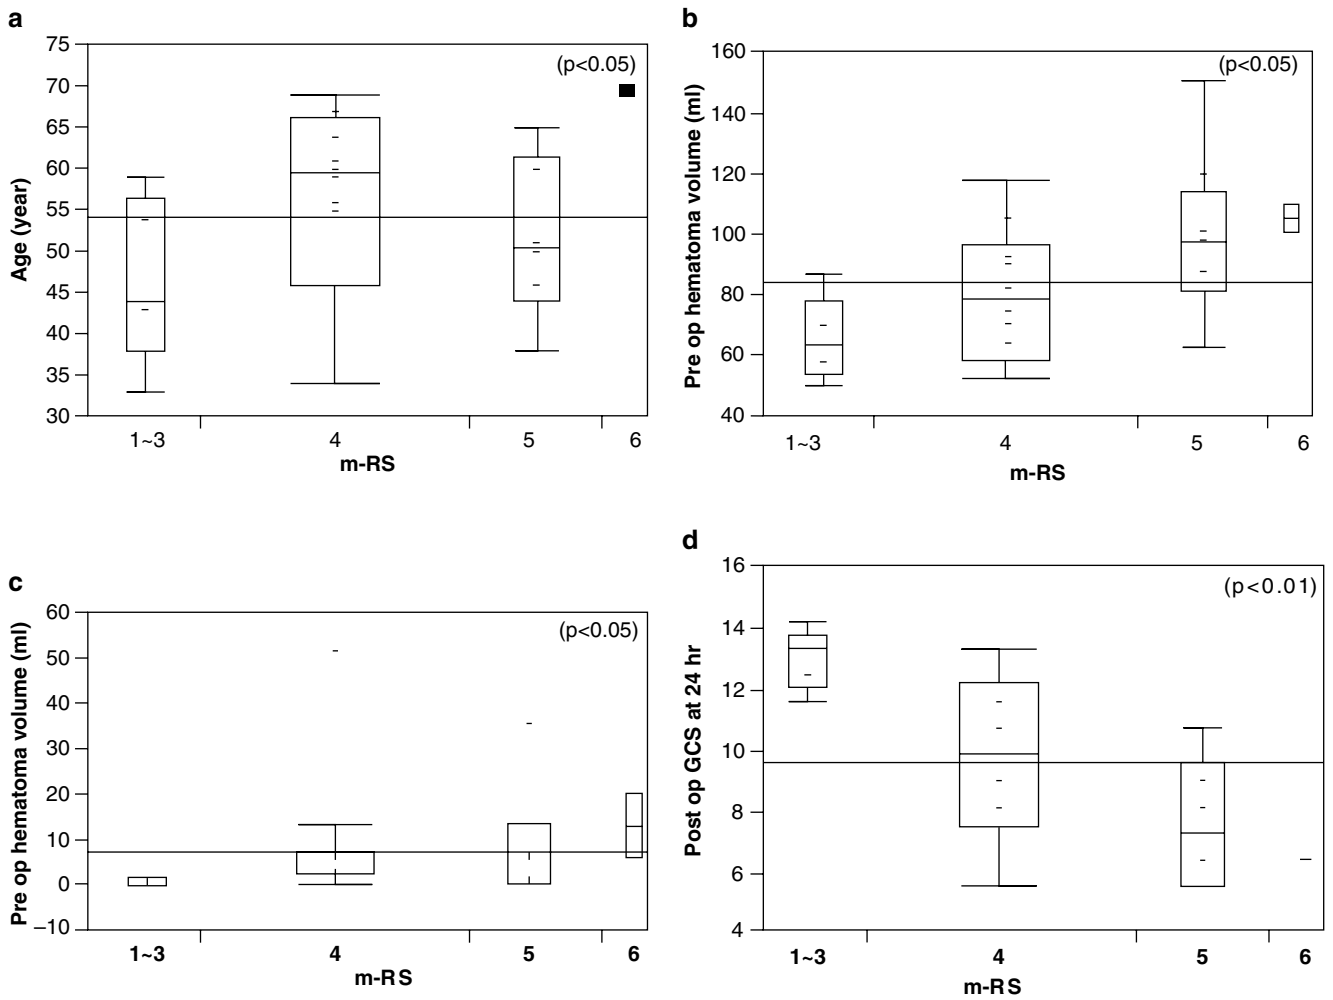 a
75
70
65
60
55
50
45
40
35
30
Age (year)
(p<0.05)
1~3 4 5 6
m-RS
b
160
140
120
100
80
60
40
Pre op hematoma volume (ml)
(p<0.05)
1~3 4 5 6
m-RS
c
60
50
40
30
20
10
0
−10
Pre op hematoma volume (ml)
(p<0.05)
1~3 4 5 6
m-RS
d
16
14
12
10
8
6
4
Post op GCS at 24 hr
(p<0.01)
1~3 4 5 6
m-RS